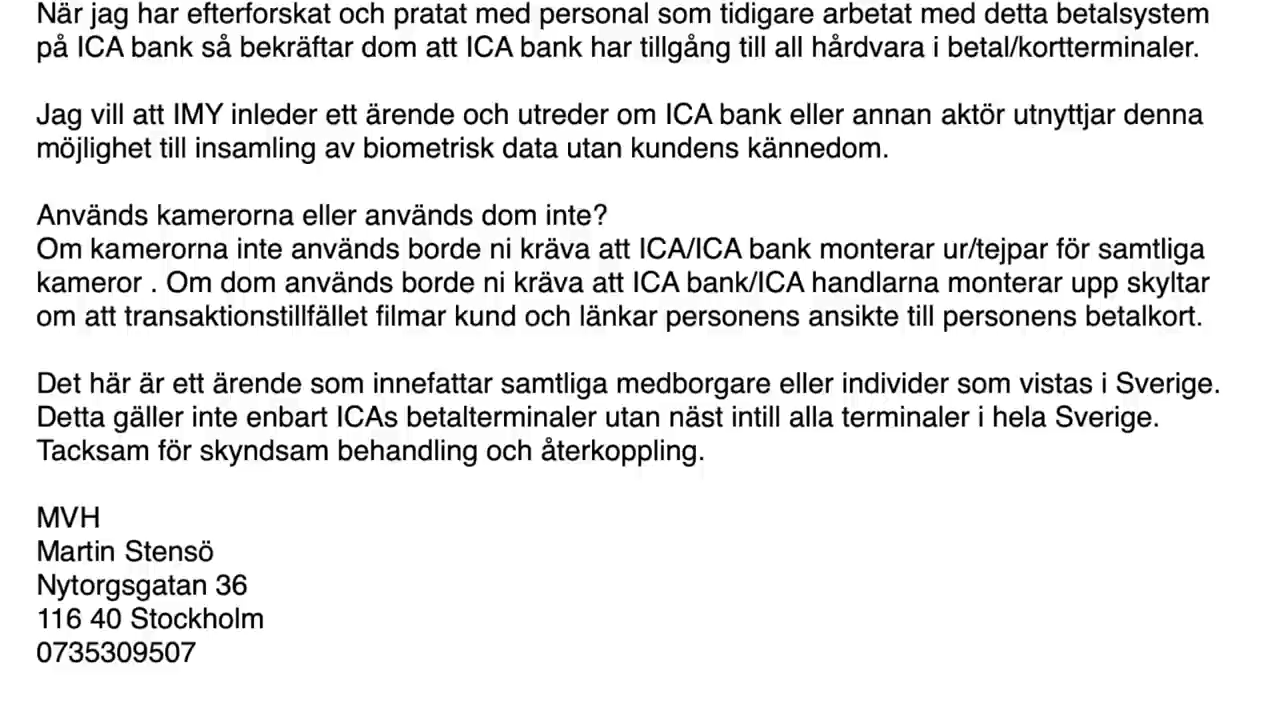 När jag har efterforskat och pratat med personal som tidigare arbetat med detta betalsystem
på ICA bank så bekräftar dom att ICA bank har tillgång till all hårdvara i betal/kortterminaler.
Jag vill att IMY inleder ett ärende och utreder om ICA bank eller annan aktör utnyttjar denna
möjlighet till insamling av biometrisk data utan kundens kännedom.
Används kamerorna eller används dom inte?
Om kamerorna inte används borde ni kräva att ICA/ICA bank monterar ur/tejpar för samtliga
kameror . Om dom används borde ni kräva att ICA bank/ICA handlarna monterar upp skyltar
om att transaktionstillfället filmar kund och länkar personens ansikte till personens betalkort.
Det här är ett ärende som innefattar samtliga medborgare eller individer som vistas i Sverige.
Detta gäller inte enbart ICAs betalterminaler utan näst intill alla terminaler i hela Sverige.
Tacksam för skyndsam behandling och återkoppling.
MVH
Martin Stensö
Nytorgsgatan 36
116 40 Stockholm
0735309507